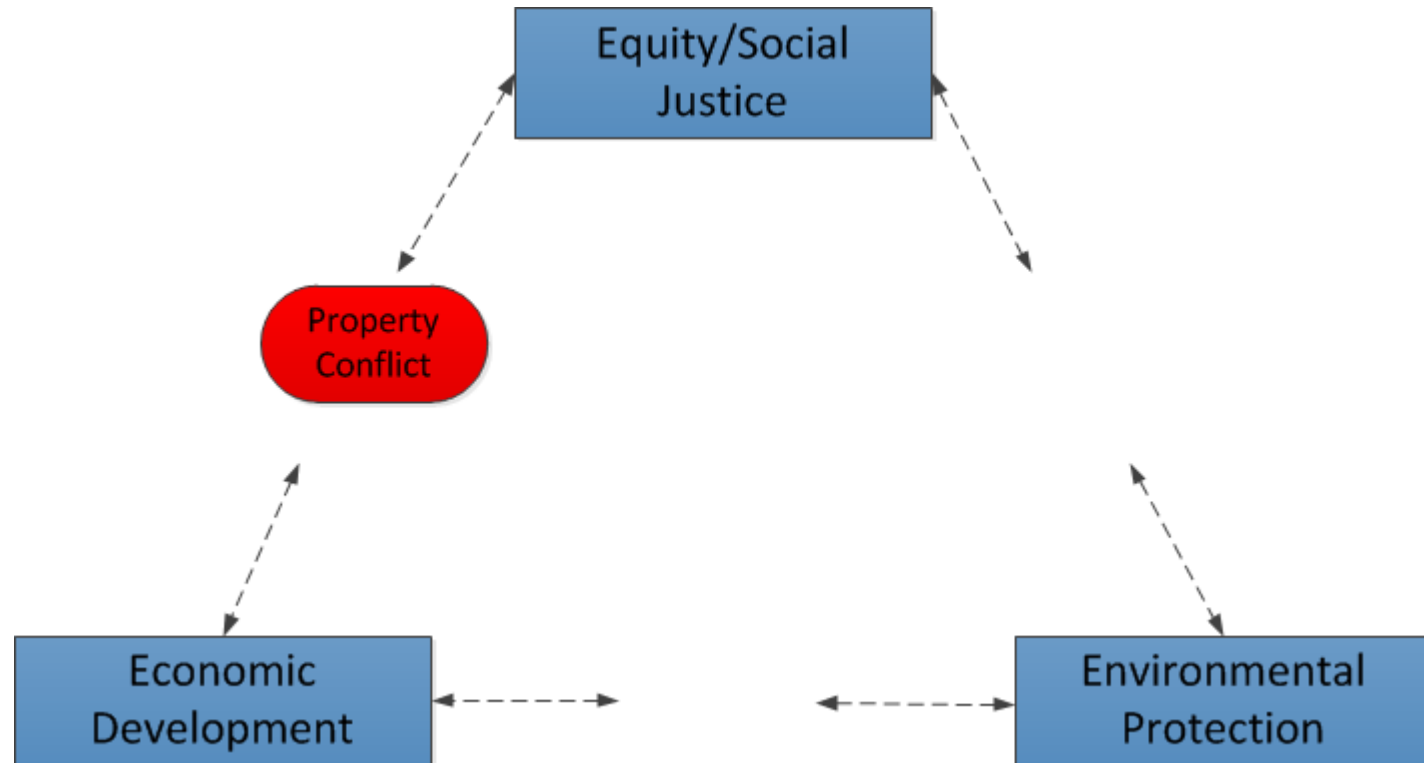 Equity/Social
Justice
Property
Conflict
Economic
Development
Environmental
Protection